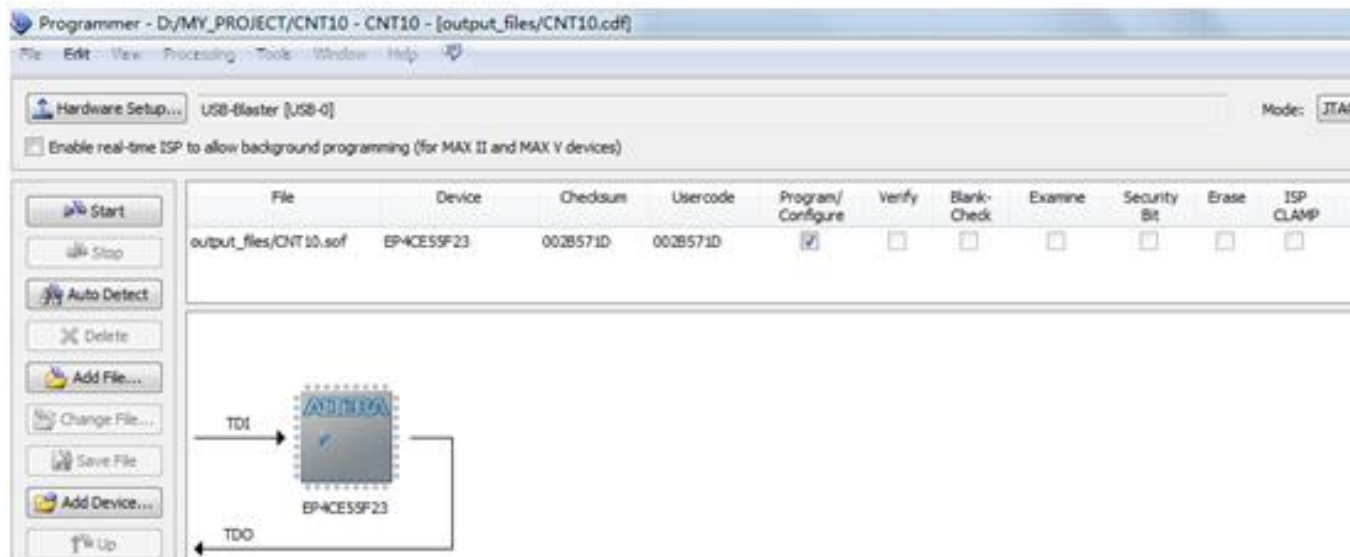 Programmer - D:/MY_PROJECT/CNT10 - CNT10 - [output_files/CNT10.cdf]
File Edit View Processing Tools Window Help
Hardware Setup... USB-Blaster [USB-0] Mode: JTAG
Enable real-time ISP to allow background programming (for MAX II and MAX V devices)
Start
Stop
Auto Detect
Delete
Add File...
Change File...
Save File
Add Device...
Up
File Device Checksum Usercode Program/ Configure Verify Blank- Check Examine Security Bit Erase ISP CLAMP
output_files/CNT10.sof EP4CE55F23 002B571D 002B571D
TDI
ALTERA
EP4CE55F23
TDO